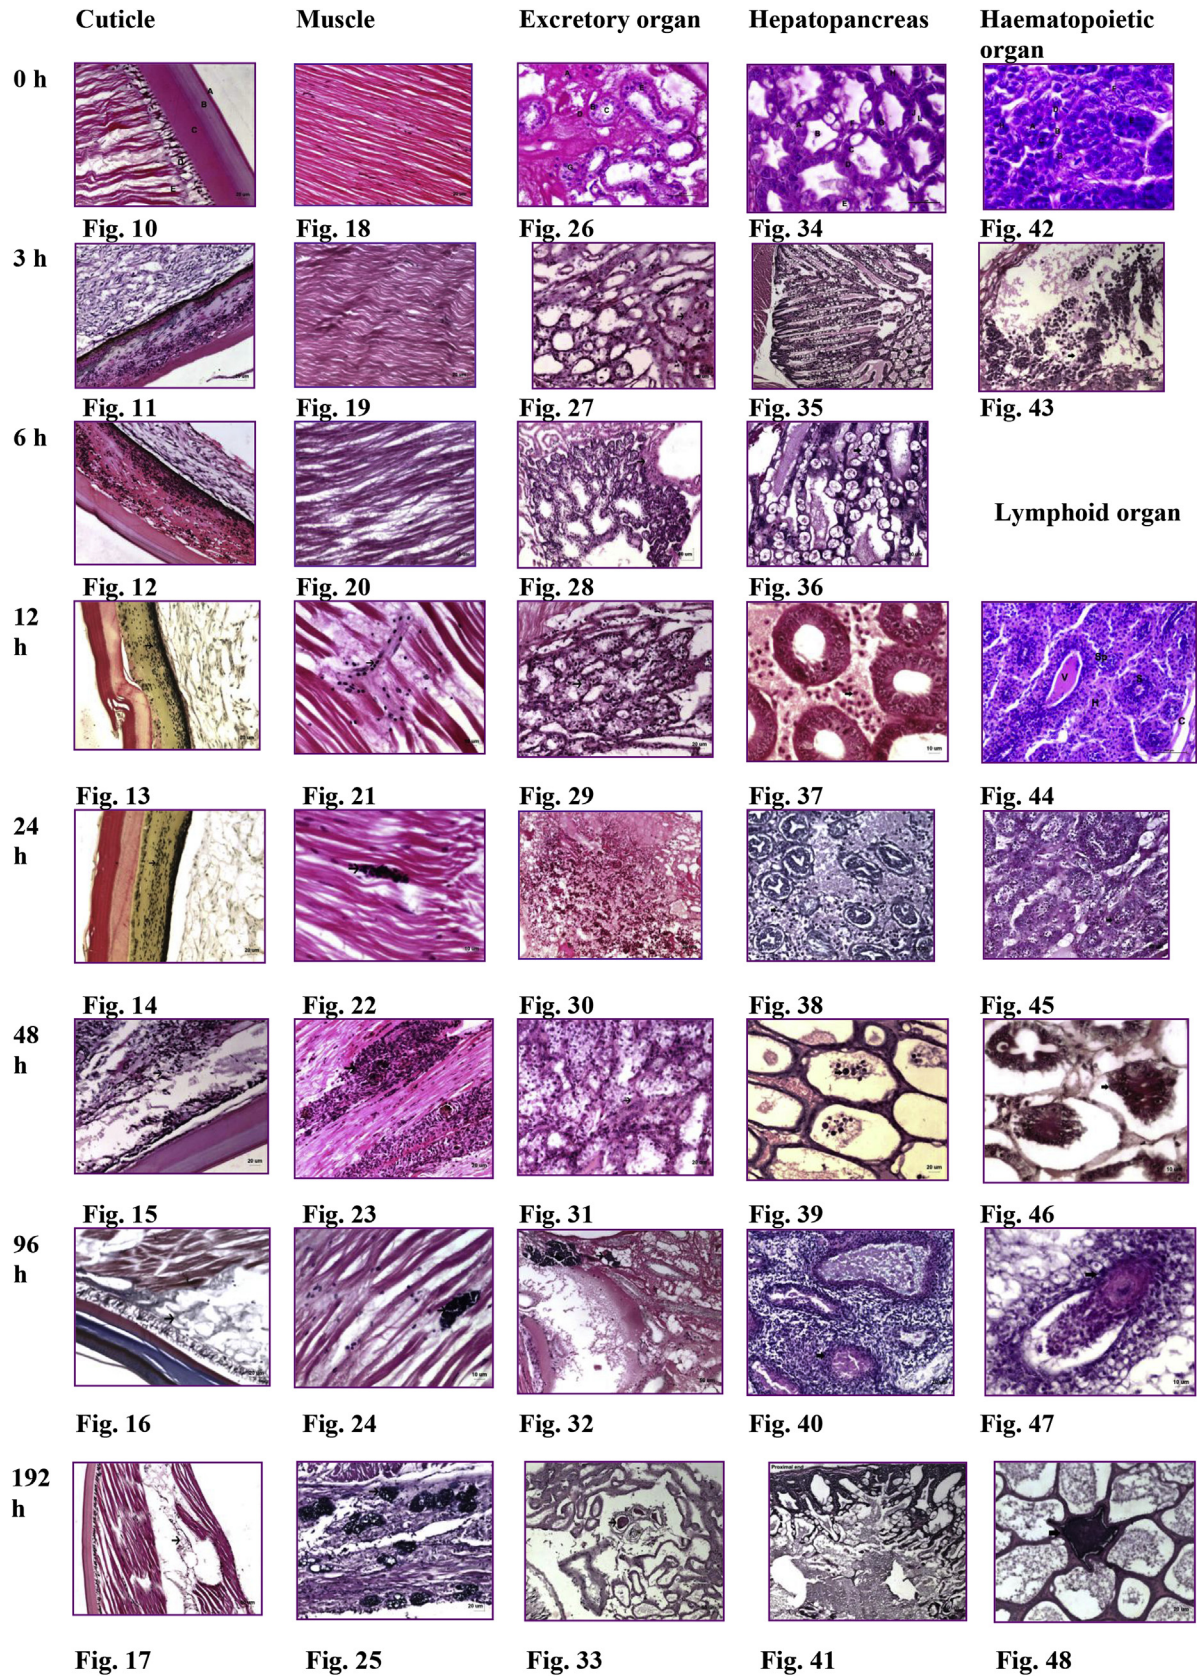 Cuticle Muscle Excretory organ Hepatopancreas Haematopoietic
organ
0 h
Fig. 10 Fig. 18 Fig. 26 Fig. 34 Fig. 42
3 h
Fig. 11 Fig. 19 Fig. 27 Fig. 35 Fig. 43
6 h
Lymphoid organ
Fig. 12 Fig. 20 Fig. 28 Fig. 36
12
h
Fig. 13 Fig. 21 Fig. 29 Fig. 37 Fig. 44
24
h
Fig. 14 Fig. 22 Fig. 30 Fig. 38 Fig. 45
48
h
Fig. 15 Fig. 23 Fig. 31 Fig. 39 Fig. 46
96
h
Fig. 16 Fig. 24 Fig. 32 Fig. 40 Fig. 47
192
h
Proximal end
Fig. 17 Fig. 25 Fig. 33 Fig. 41 Fig. 48